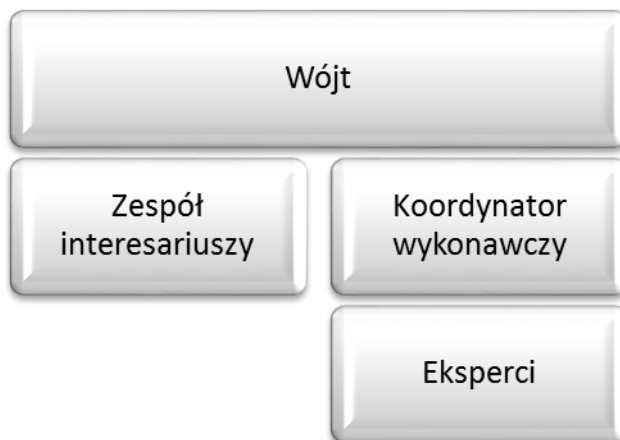 Wójt
Zespół
interesariuszy
Koordynator
wykonawczy
Eksperci